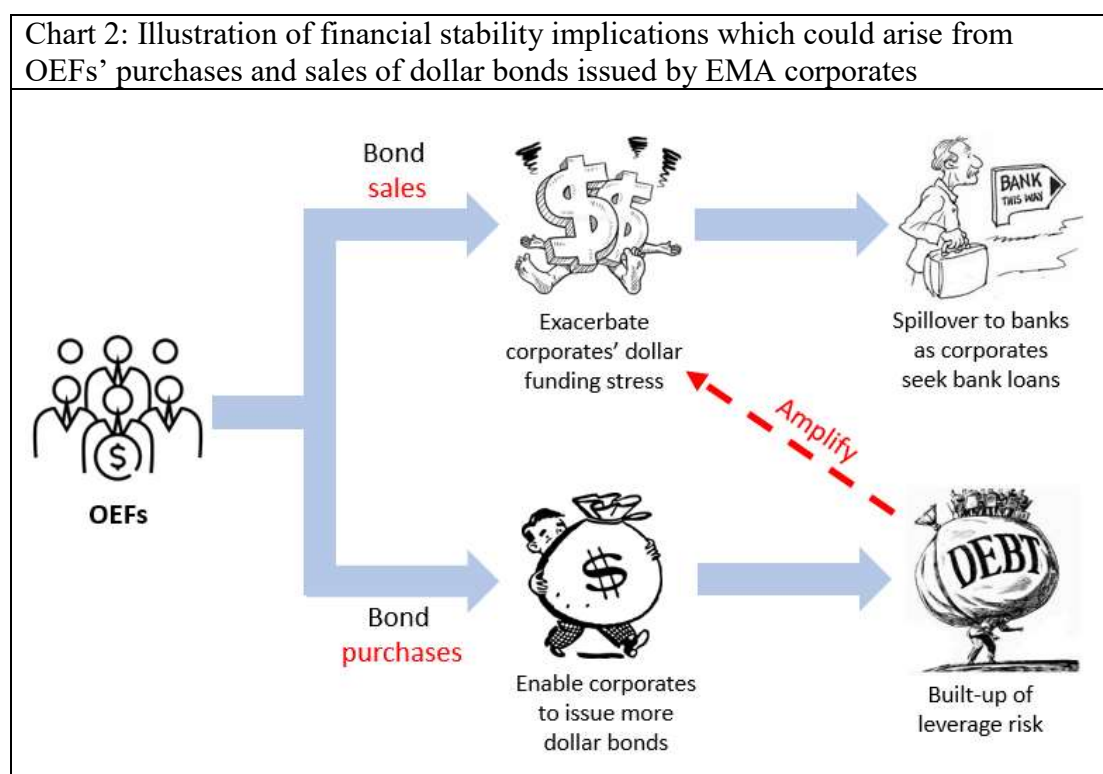 Chart 2: Illustration of financial stability implications which could arise from
OEFs’ purchases and sales of dollar bonds issued by EMA corporates
Bond
sales
BANK
THIS WAY
Exacerbate
corporates’ dollar
funding stress
Spillover to banks
as corporates
seek bank loans
Amplify
$
OEFs
$
DEBT
Bond
purchases
Enable corporates
to issue more
dollar bonds
Built-up of
leverage risk